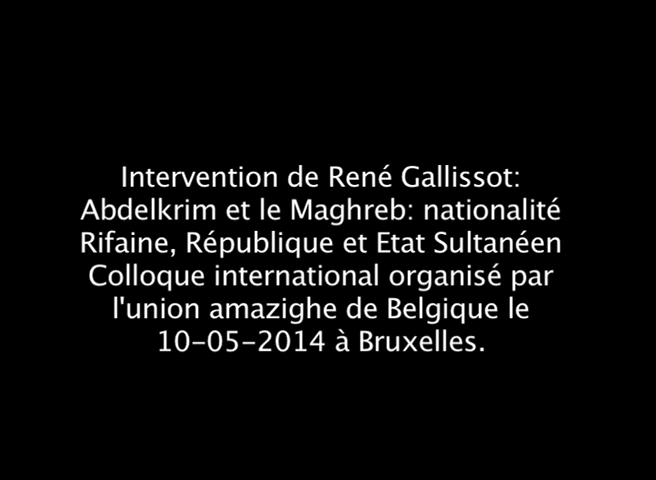 Intervention de René Gallissot:
Abdelkrim et le Maghreb: nationalité
Rifaine, République et Etat Sultanéen
Colloque international organisé par
l'union amazighe de Belgique le
10-05-2014 à Bruxelles.